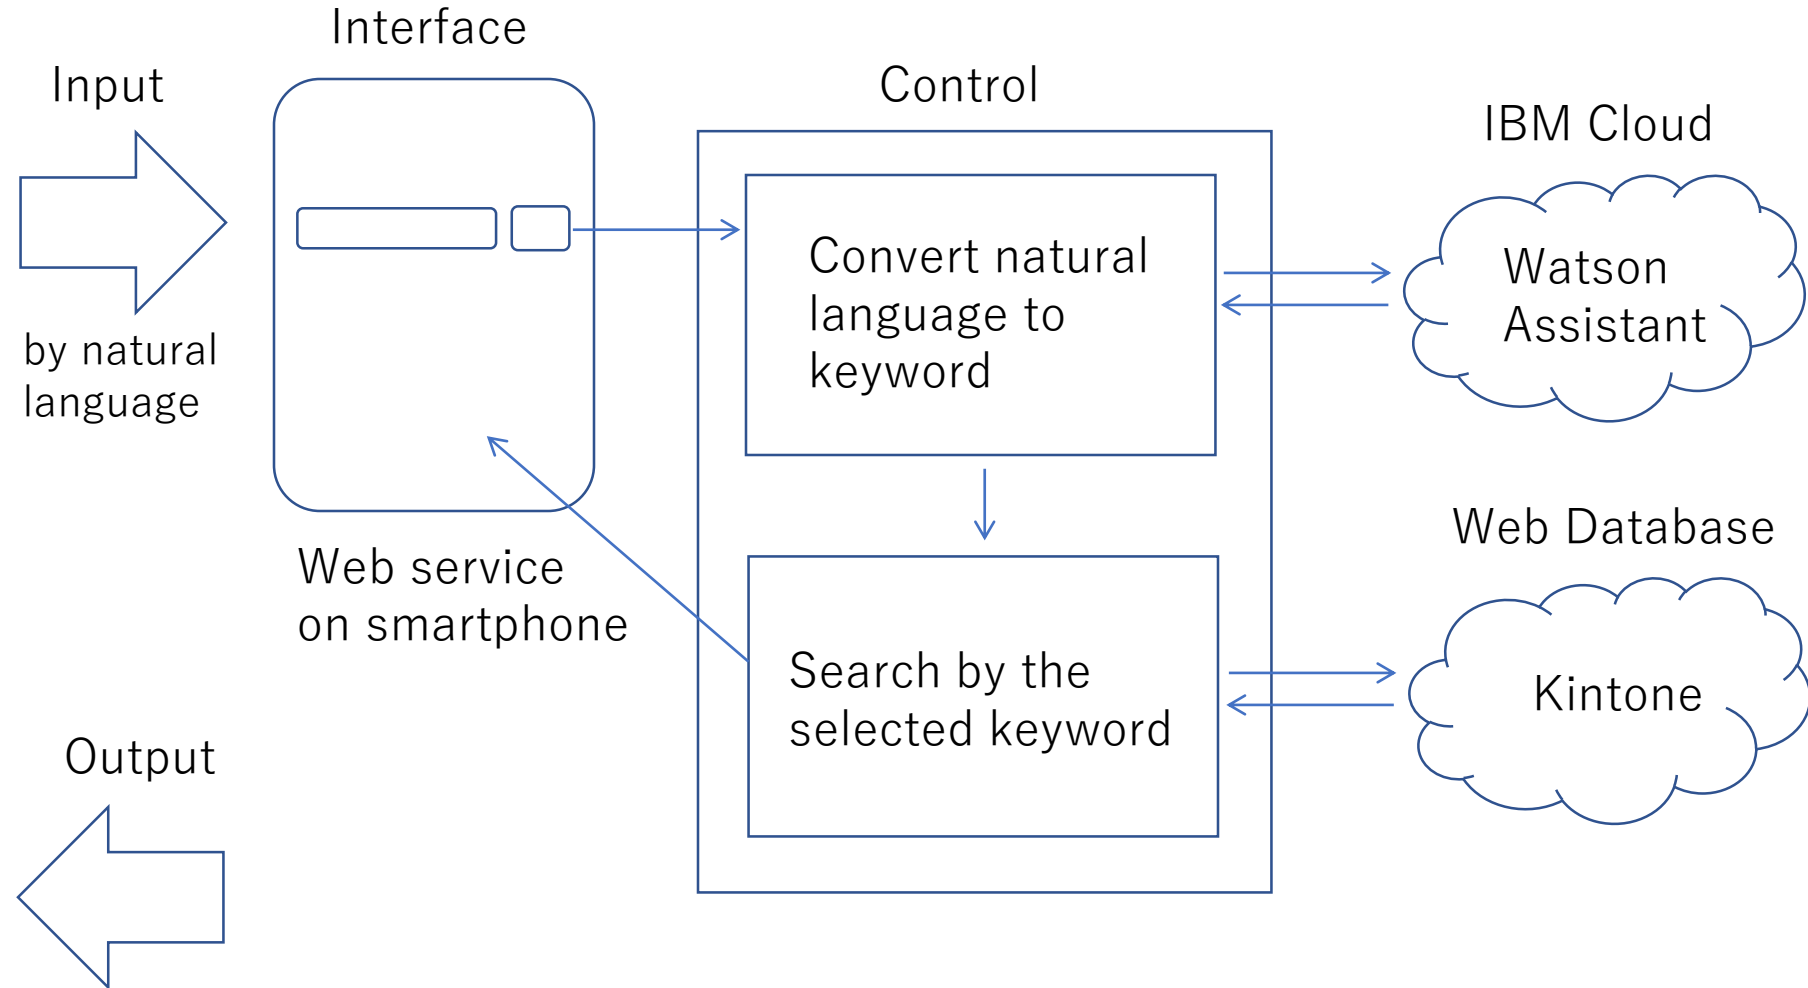 Interface
Input
by natural
language
Web service
on smartphone
Control
Convert natural
language to
keyword
Search by the
selected keyword
IBM Cloud
Watson
Assistant
Web Database
Kintone
Output